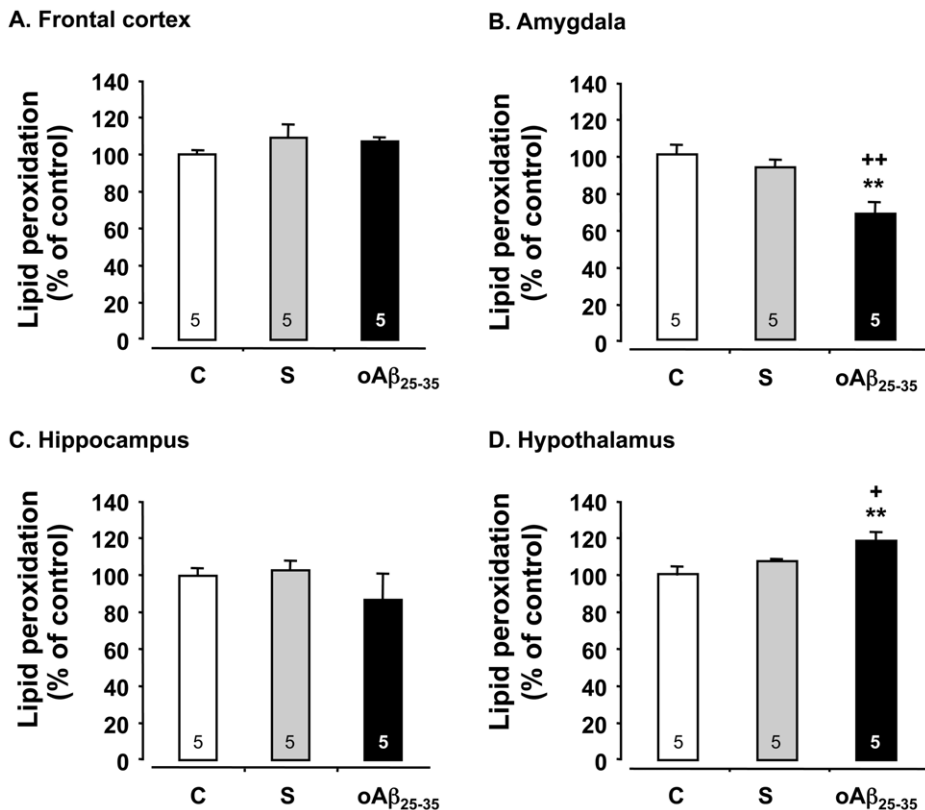 A. Frontal cortex
Lipid peroxidation
(% of control)
140
120
100
80
60
40
20
0
5
5
5
C
S
oAβ25-35
B. Amygdala
Lipid peroxidation
(% of control)
140
120
100
80
60
40
20
0
++
**
5
5
5
C
S
oAβ25-35
C. Hippocampus
Lipid peroxidation
(% of control)
140
120
100
80
60
40
20
0
5
5
5
C
S
oAβ25-35
D. Hypothalamus
Lipid peroxidation
(% of control)
140
120
100
80
60
40
20
0
+
**
5
5
5
C
S
oAβ25-35